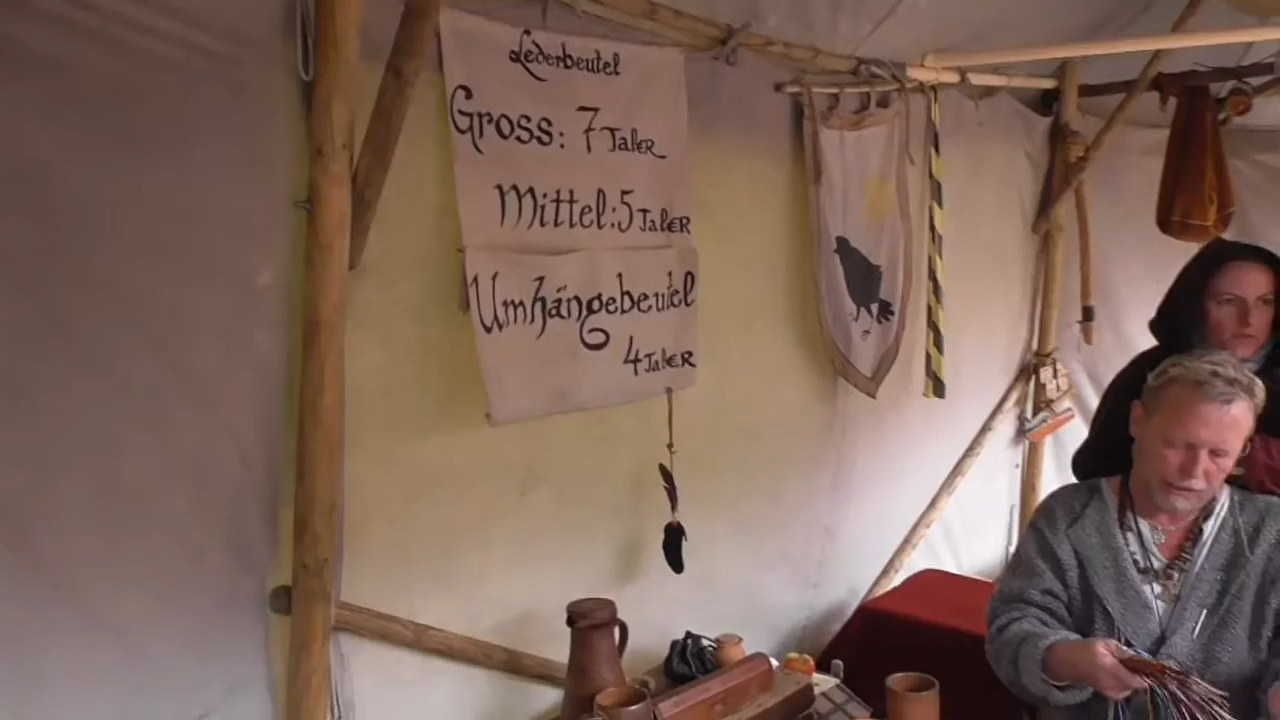 Lederbeutel
Gross: 7 Taler
Mittel: 5 Taler
Umhängebeutel
4 Taler